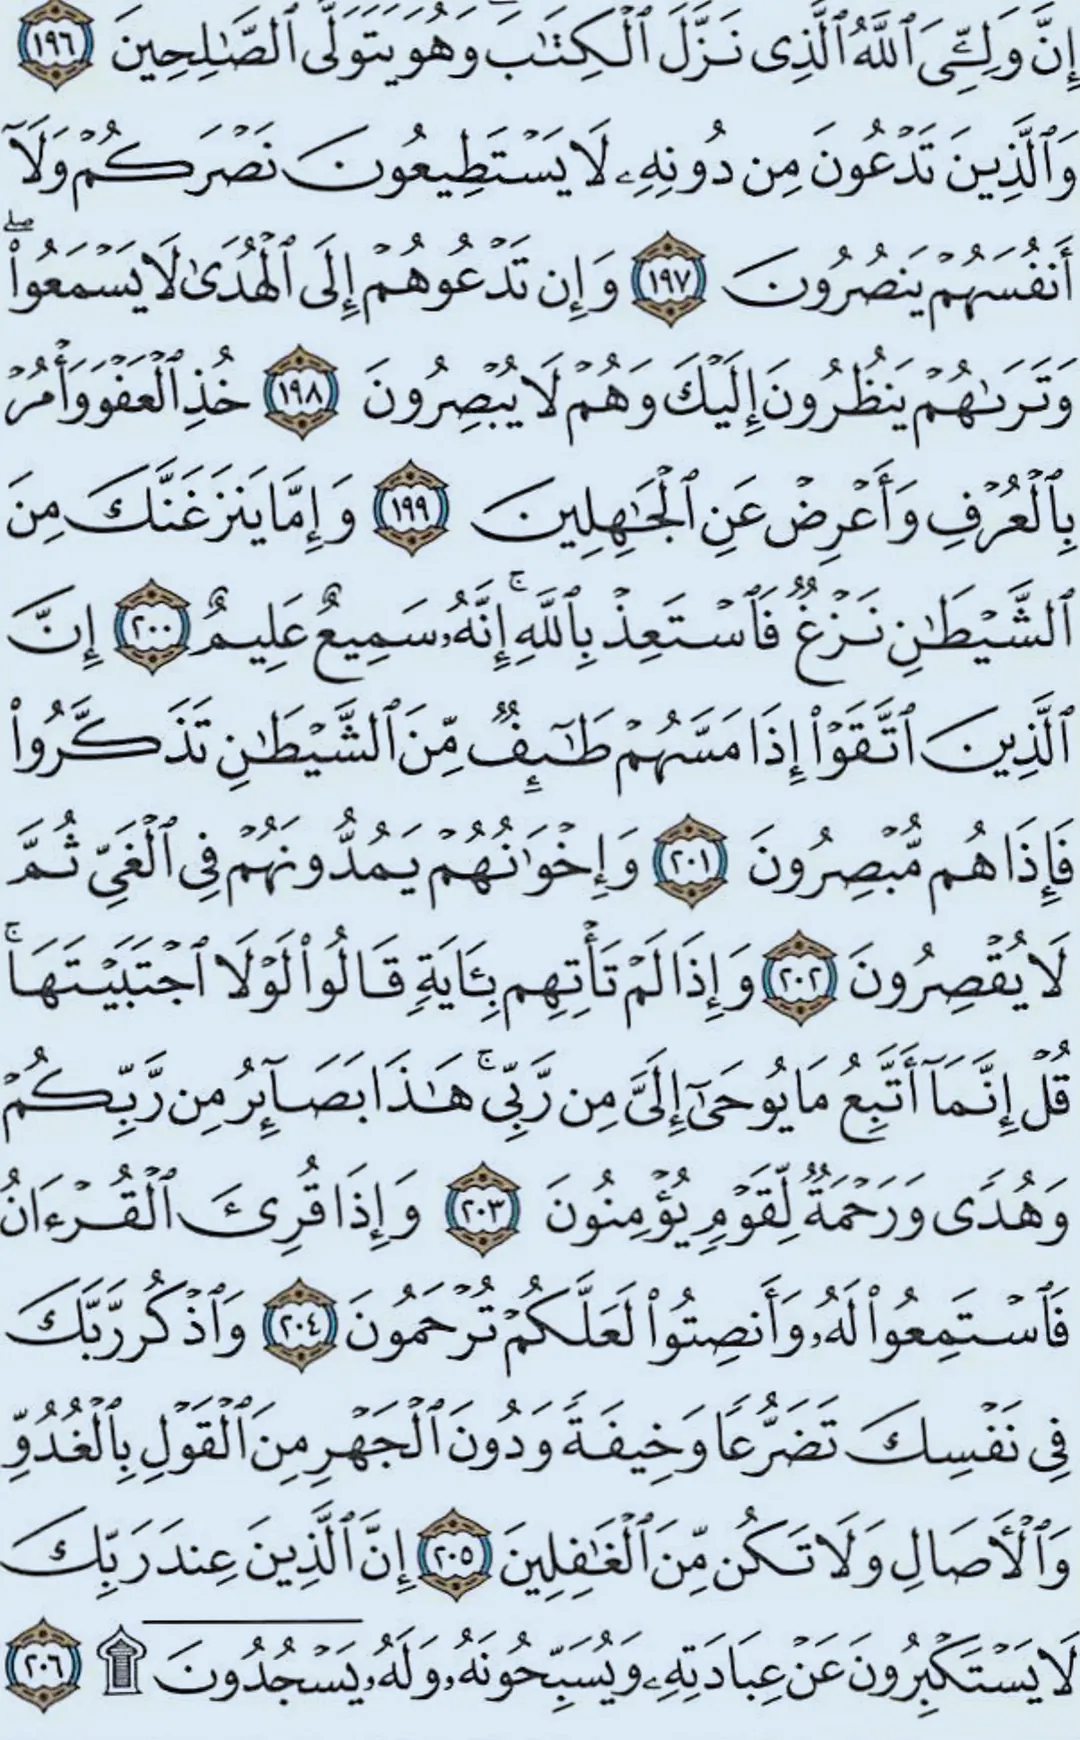 إِنَّ وَلِـِّۧيَ ٱللَّهُ ٱلَّذِى نَزَّلَ ٱلْكِتَـٰبَ وَهُوَ يَتَوَلَّى ٱلصَّـٰلِحِينَ ١٩٦
وَٱلَّذِينَ تَدْعُونَ مِن دُونِهِۦ لَا يَسْتَطِيعُونَ نَصْرَكُمْ وَلَآ
أَنفُسَهُمْ يَنصُرُونَ ١٩٧ وَإِن تَدْعُوهُمْ إِلَى ٱلْهُدَىٰ لَا يَسْمَعُوا۟ ۖ
وَتَرَىٰهُمْ يَنظُرُونَ إِلَيْكَ وَهُمْ لَا يُبْصِرُونَ ١٩٨ خُذِ ٱلْعَفْوَ وَأْمُرْ
بِٱلْعُرْفِ وَأَعْرِضْ عَنِ ٱلْجَـٰهِلِينَ ١٩٩ وَإِمَّا يَنزَغَنَّكَ مِنَ
ٱلشَّيْطَـٰنِ نَزْغٌ فَٱسْتَعِذْ بِٱللَّهِ ۚ إِنَّهُۥ سَمِيعٌ عَلِيمٌ ٢٠٠ إِنَّ
ٱلَّذِينَ ٱتَّقَوْا۟ إِذَا مَسَّهُمْ طَـٰٓئِفٌ مِّنَ ٱلشَّيْطَـٰنِ تَذَكَّرُوا۟
فَإِذَا هُم مُّبْصِرُونَ ٢٠١ وَإِخْوَٰنُهُمْ يَمُدُّونَهُمْ فِى ٱلْغَىِّ ثُمَّ
لَا يُقْصِرُونَ ٢٠٢ وَإِذَا لَمْ تَأْتِهِم بِـَٔايَةٍ قَالُوا۟ لَوْلَا ٱجْتَبَيْتَهَا ۚ
قُلْ إِنَّمَآ أَتَّبِعُ مَا يُوحَىٰٓ إِلَىَّ مِن رَّبِّى ۚ هَـٰذَا بَصَآئِرُ مِن رَّبِّكُمْ
وَهُدًى وَرَحْمَةٌ لِّقَوْمٍ يُؤْمِنُونَ ٢٠٣ وَإِذَا قُرِئَ ٱلْقُرْءَانُ
فَٱسْتَمِعُوا۟ لَهُۥ وَأَنصِتُوا۟ لَعَلَّكُمْ تُرْحَمُونَ ٢٠٤ وَٱذْكُر رَّبَّكَ
فِى نَفْسِكَ تَضَرُّعًا وَخِيفَةً وَدُونَ ٱلْجَهْرِ مِنَ ٱلْقَوْلِ بِٱلْغُدُوِّ
وَٱلْـَٔاصَالِ وَلَا تَكُن مِّنَ ٱلْغَـٰفِلِينَ ٢٠٥ إِنَّ ٱلَّذِينَ عِندَ رَبِّكَ
لَا يَسْتَكْبِرُونَ عَنْ عِبَادَتِهِۦ وَيُسَبِّحُونَهُۥ وَلَهُۥ يَسْجُدُونَ ۩ ٢٠٦